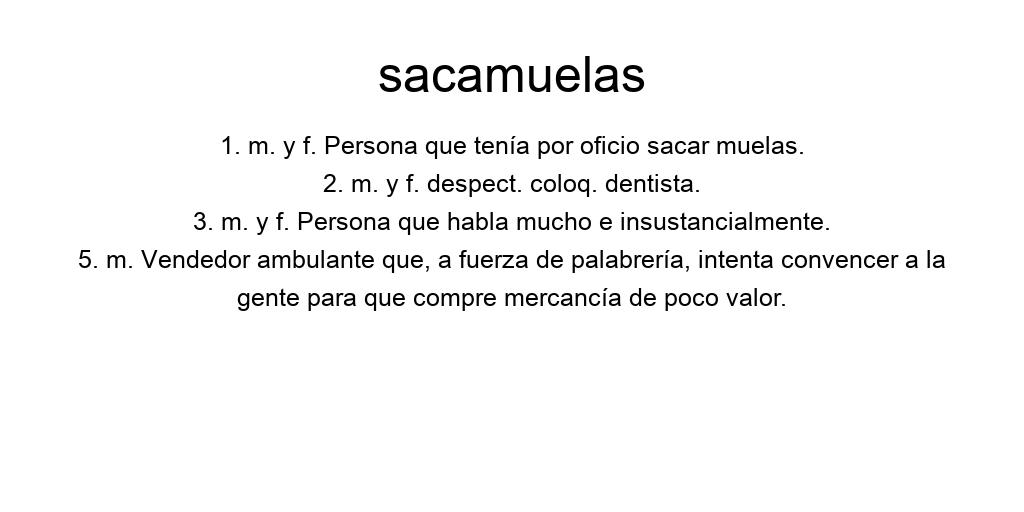 sacamuelas
1. m. y f. Persona que tenía por oficio sacar muelas.
2. m. y f. despect. coloq. dentista.
3. m. y f. Persona que habla mucho e insustancialmente.
5. m. Vendedor ambulante que, a fuerza de palabrería, intenta convencer a la
gente para que compre mercancía de poco valor.